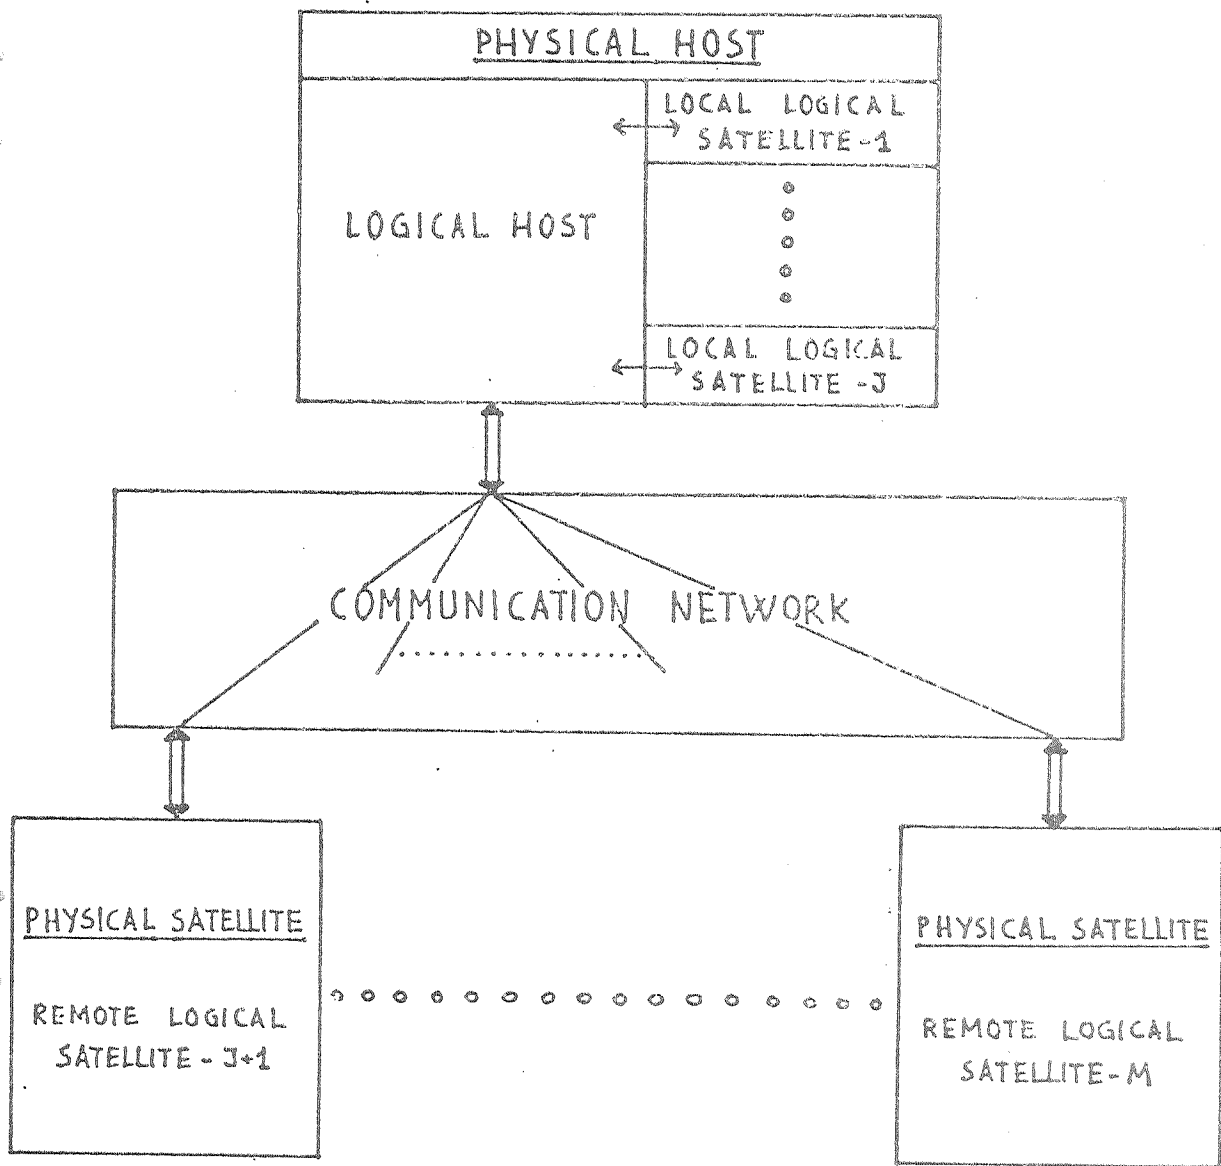 PHYSICAL HOST
LOCAL LOGICAL
SATELLITE-1
LOGICAL HOST
LOCAL LOGICAL
SATELLITE-J
COMMUNICATION NETWORK
PHYSICAL SATELLITE
REMOTE LOGICAL
SATELLITE-J+1
PHYSICAL SATELLITE
REMOTE LOGICAL
SATELLITE-M